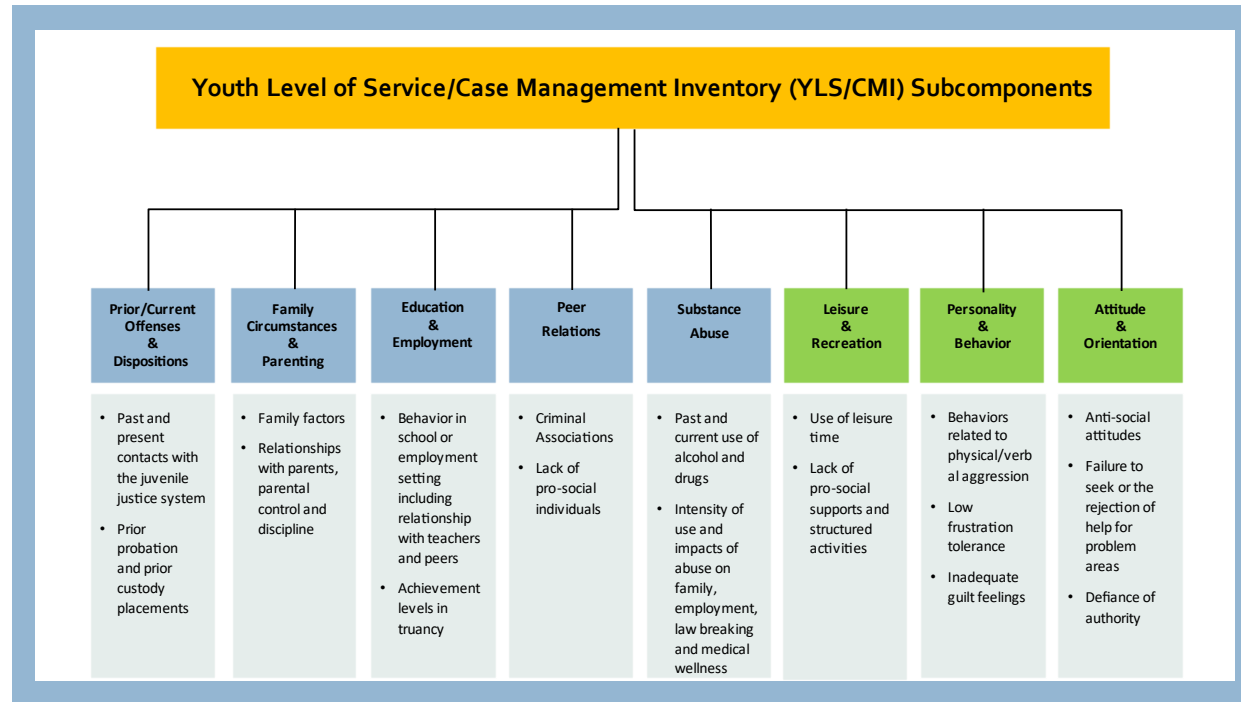 Youth Level of Service/Case Management Inventory (YLS/CMI) Subcomponents
Prior/Current
Offenses
&
Dispositions
Family
Circumstances
&
Parenting
Education
&
Employment
Peer
Relations
Substance
Abuse
Leisure
&
Recreation
Personality
&
Behavior
Attitude
&
Orientation
• Past and
present
contacts with
the juvenile
justice system
• Prior
probation
and prior
custody
placements
• Family factors
• Relationships
with parents,
parental
control and
discipline
• Behavior in
school or
employment
setting
including
relationship
with teachers
and peers
• Achievement
levels in
truancy
• Criminal
Associations
• Lack of
pro-social
individuals
• Past and
current use of
alcohol and
drugs
• Intensity of
use and
impacts of
abuse on
family,
employment,
law breaking
and medical
wellness
• Use of leisure
time
• Lack of
pro-social
supports and
structured
activities
• Behaviors
related to
physical/verb
al aggression
• Low
frustration
tolerance
• Inadequate
guilt feelings
• Anti-social
attitudes
• Failure to
seek or the
rejection of
help for
problem
areas
• Defiance of
authority